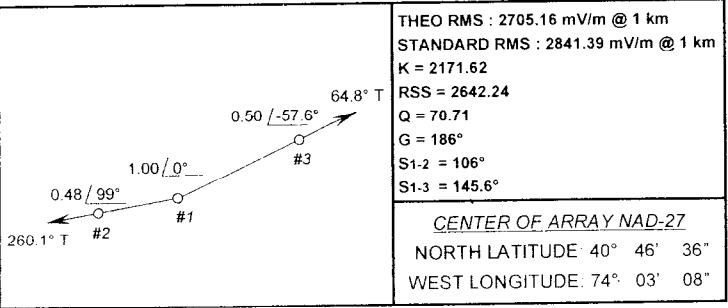 64.8° T
0.50 /-57.6°
#3
1.00 / 0°
0.48 / 99°
#1
#2
260.1° T
THEO RMS : 2705.16 mV/m @ 1 km
STANDARD RMS : 2841.39 mV/m @ 1 km
K = 2171.62
RSS = 2642.24
Q = 70.71
G = 186°
S1-2 = 106°
S1-3 = 145.6°
CENTER OF ARRAY NAD-27
NORTH LATITUDE: 40° 46' 36"
WEST LONGITUDE: 74° 03' 08"